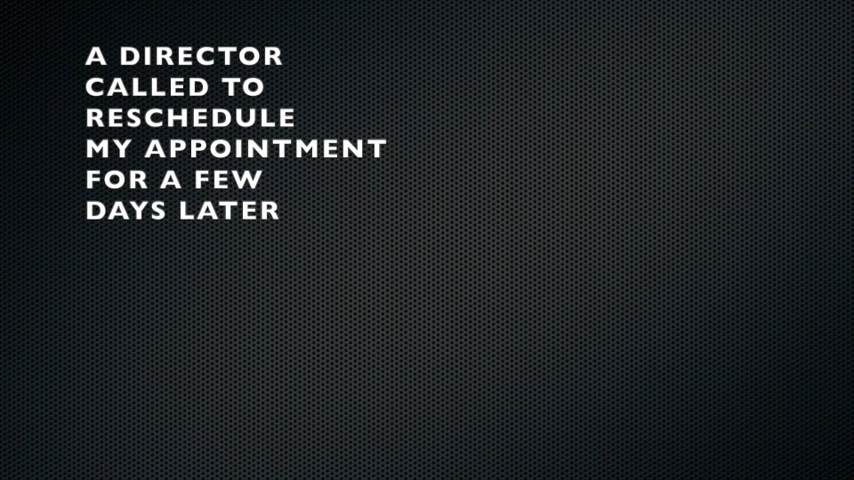 A DIRECTOR
CALLED TO
RESCHEDULE
MY APPOINTMENT
FOR A FEW
DAYS LATER